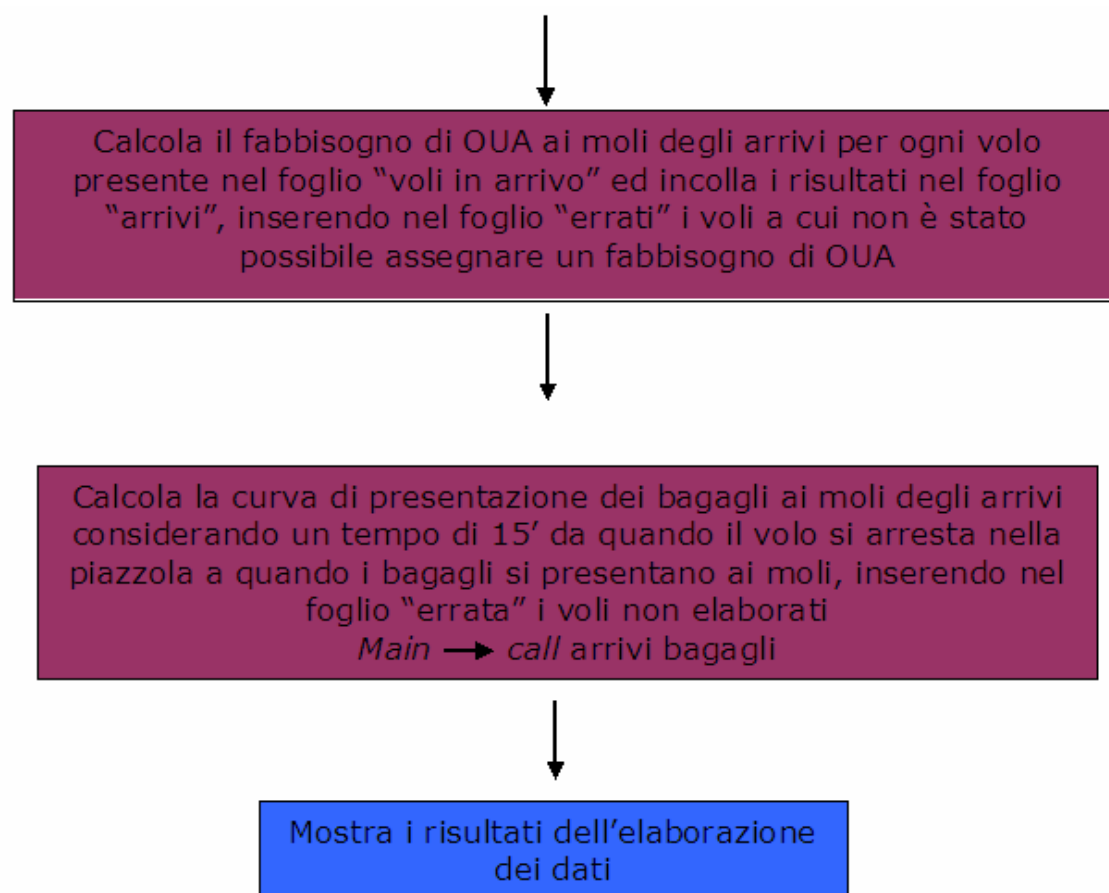 Calcola il fabbisogno di OUA ai moli degli arrivi per ogni volo
presente nel foglio “voli in arrivo” ed incolla i risultati nel foglio
“arrivi”, inserendo nel foglio “errati” i voli a cui non è stato
possibile assegnare un fabbisogno di OUA
Calcola la curva di presentazione dei bagagli ai moli degli arrivi
considerando un tempo di 15’ da quando il volo si arresta nella
piazzola a quando i bagagli si presentano ai moli, inserendo nel
foglio “errata” i voli non elaborati
Main → call arrivi bagagli
Mostra i risultati dell’elaborazione
dei dati